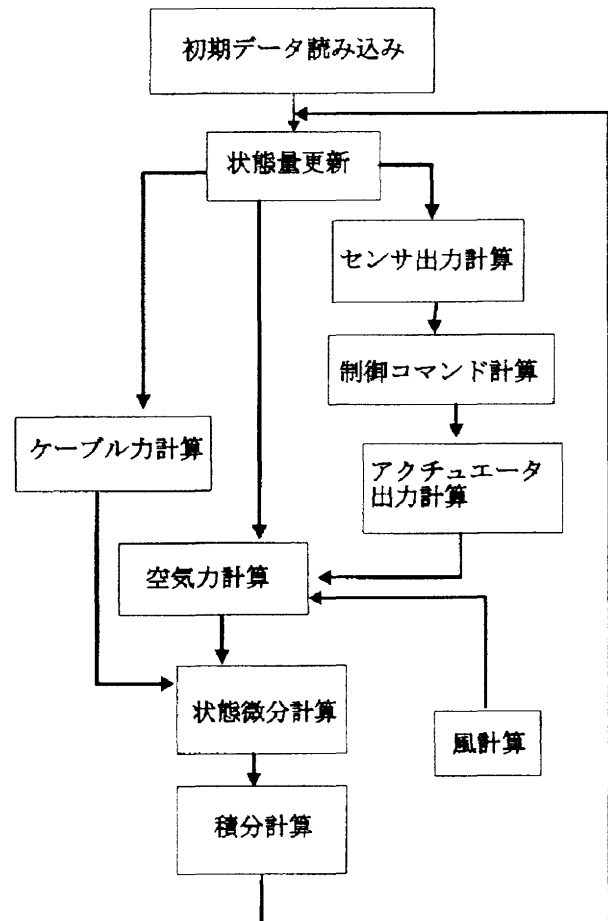 初期データ読み込み
状態量更新
センサ出力計算
制御コマンド計算
ケーブル力計算
アクチュエータ
出力計算
空気力計算
状態微分計算
風計算
積分計算